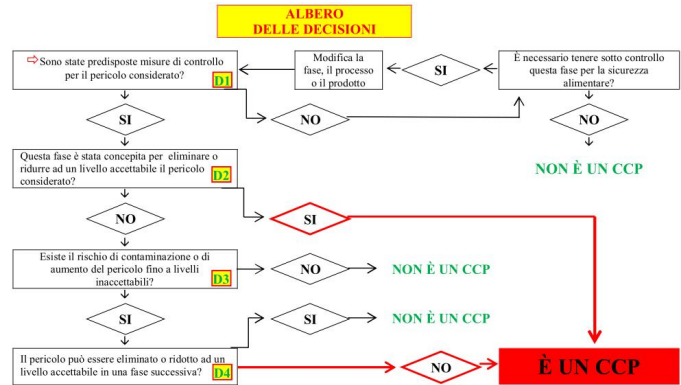 ALBERO
DELLE DECISIONI
Sono state predisposte misure di controllo
per il pericolo considerato?
D1
Modifica la
fase, il processo
o il prodotto
SI
È necessario tenere sotto controllo
questa fase per la sicurezza
alimentare?
SI
NO
NO
NON È UN CCP
Questa fase è stata concepita per eliminare o
ridurre ad un livello accettabile il pericolo
considerato?
D2
NO
SI
Esiste il rischio di contaminazione o di
aumento del pericolo fino a livelli
inaccettabili?
D3
NO
NON È UN CCP
SI
SI
NON È UN CCP
Il pericolo può essere eliminato o ridotto ad un
livello accettabile in una fase successiva?
D4
NO
È UN CCP